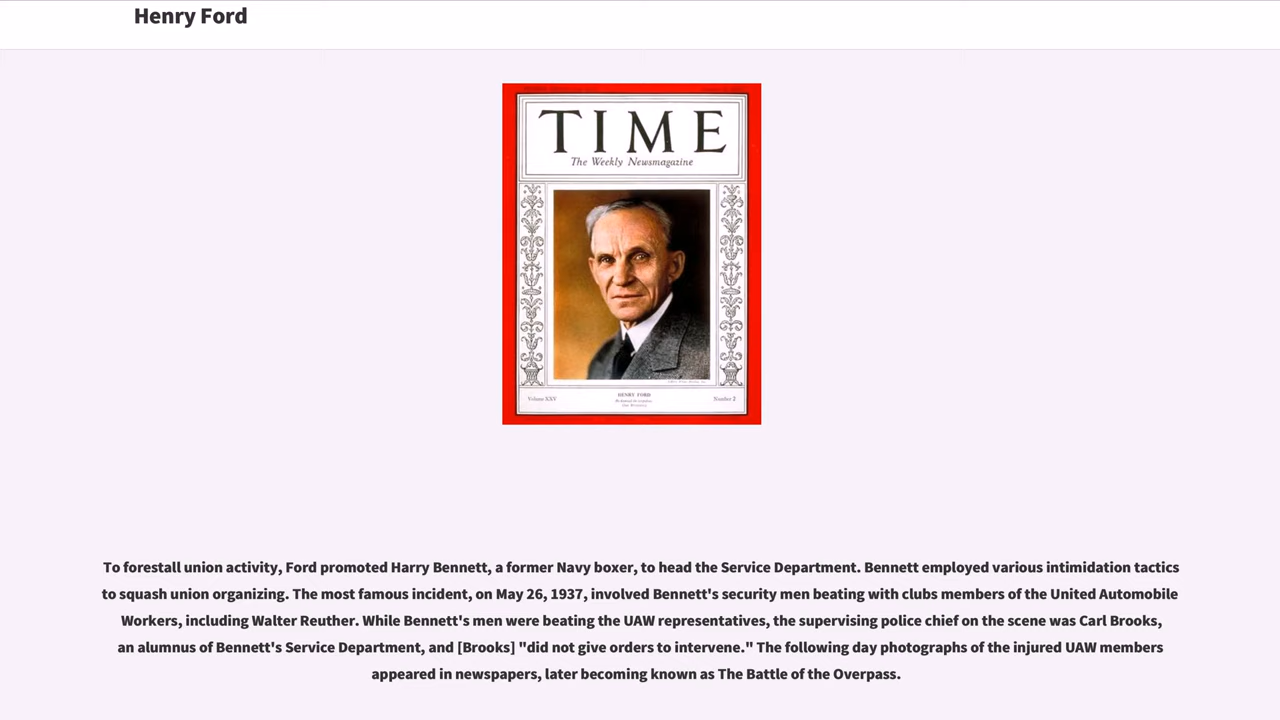 Henry Ford
TIME
The Weekly Newsmagazine
Volume XXV
HENRY FORD
Number 2
To forestall union activity, Ford promoted Harry Bennett, a former Navy boxer, to head the Service Department. Bennett employed various intimidation tactics
to squash union organizing. The most famous incident, on May 26, 1937, involved Bennett's security men beating with clubs members of the United Automobile
Workers, including Walter Reuther. While Bennett's men were beating the UAW representatives, the supervising police chief on the scene was Carl Brooks,
an alumnus of Bennett's Service Department, and [Brooks] "did not give orders to intervene." The following day photographs of the injured UAW members
appeared in newspapers, later becoming known as The Battle of the Overpass.